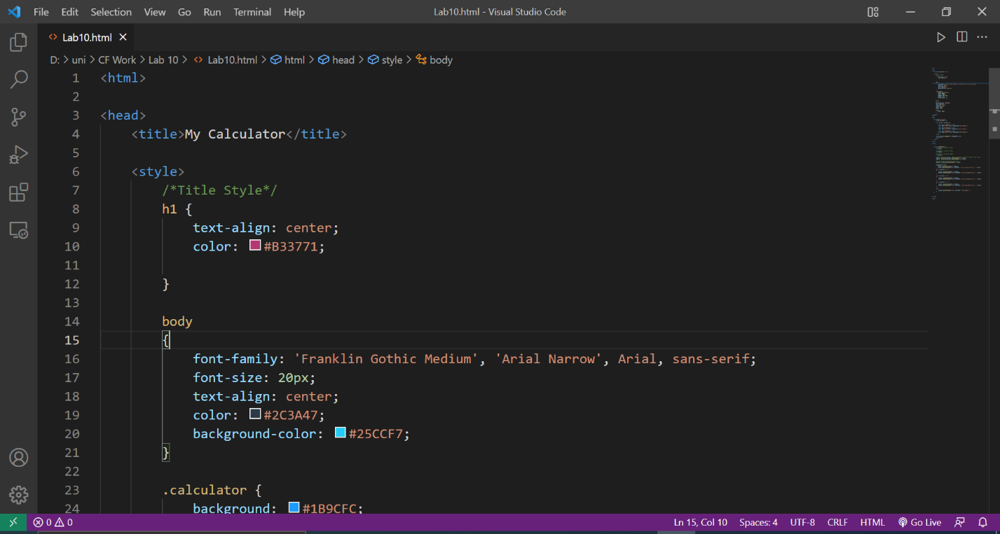 File Edit Selection View Go Run Terminal Help
Lab10.html - Visual Studio Code
Lab10.html
D: > uni > CF Work > Lab 10 > Lab10.html > html > head > style > body
1 <html>
2
3 <head>
4 <title>My Calculator</title>
5
6 <style>
7 /*Title Style*/
8 h1 {
9 text-align: center;
10 color: #B33771;
11
12 }
13
14 body
15 {
16 font-family: 'Franklin Gothic Medium', 'Arial Narrow', Arial, sans-serif;
17 font-size: 20px;
18 text-align: center;
19 color: #2C3A47;
20 background-color: #25CCF7;
21 }
22
23 .calculator {
24 background: #1B9CFC;
0 0 Ln 15, Col 10 Spaces: 4 UTF-8 CRLF HTML Go Live